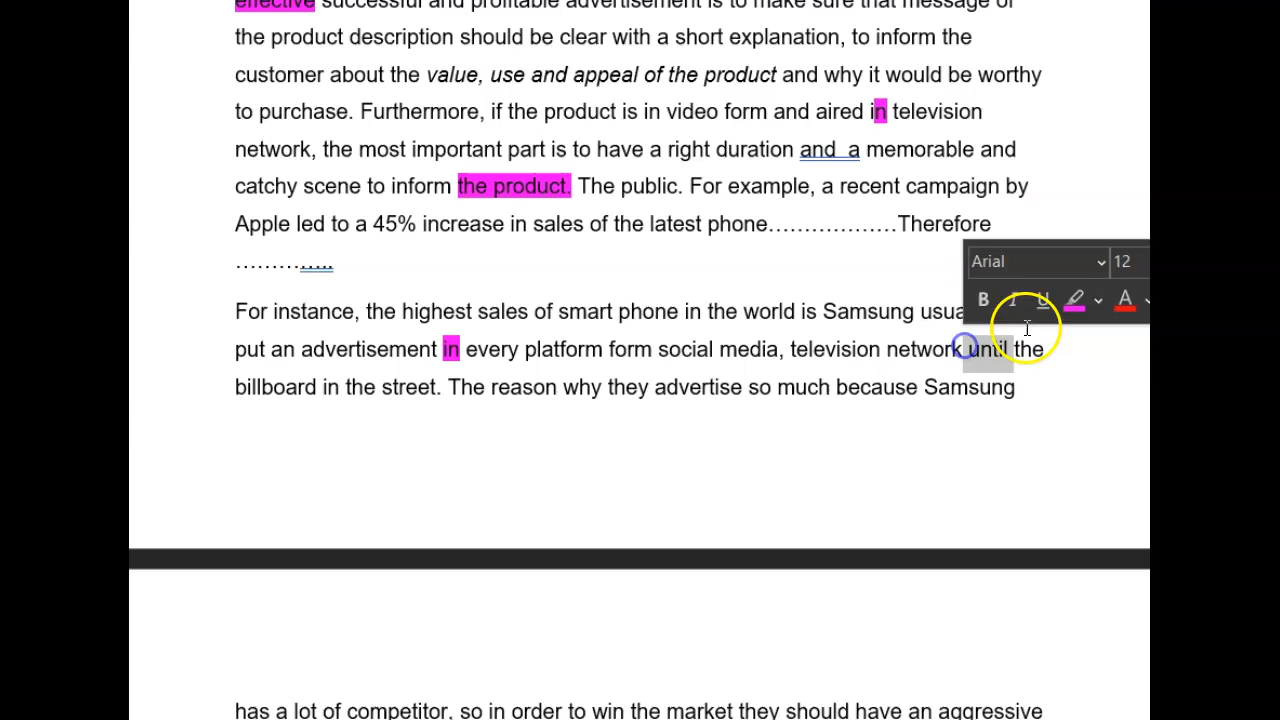 effective successful and profitable advertisement is to make sure that message of
the product description should be clear with a short explanation, to inform the
customer about the value, use and appeal of the product and why it would be worthy
to purchase. Furthermore, if the product is in video form and aired in television
network, the most important part is to have a right duration and  a memorable and
catchy scene to inform the product. The public. For example, a recent campaign by
Apple led to a 45% increase in sales of the latest phone………………Therefore
…………..
Arial 12
B I U A
For instance, the highest sales of smart phone in the world is Samsung
put an advertisement in every platform form social media, television network until the
billboard in the street. The reason why they advertise so much because Samsung
has a lot of competitor, so in order to win the market they should have an aggressive